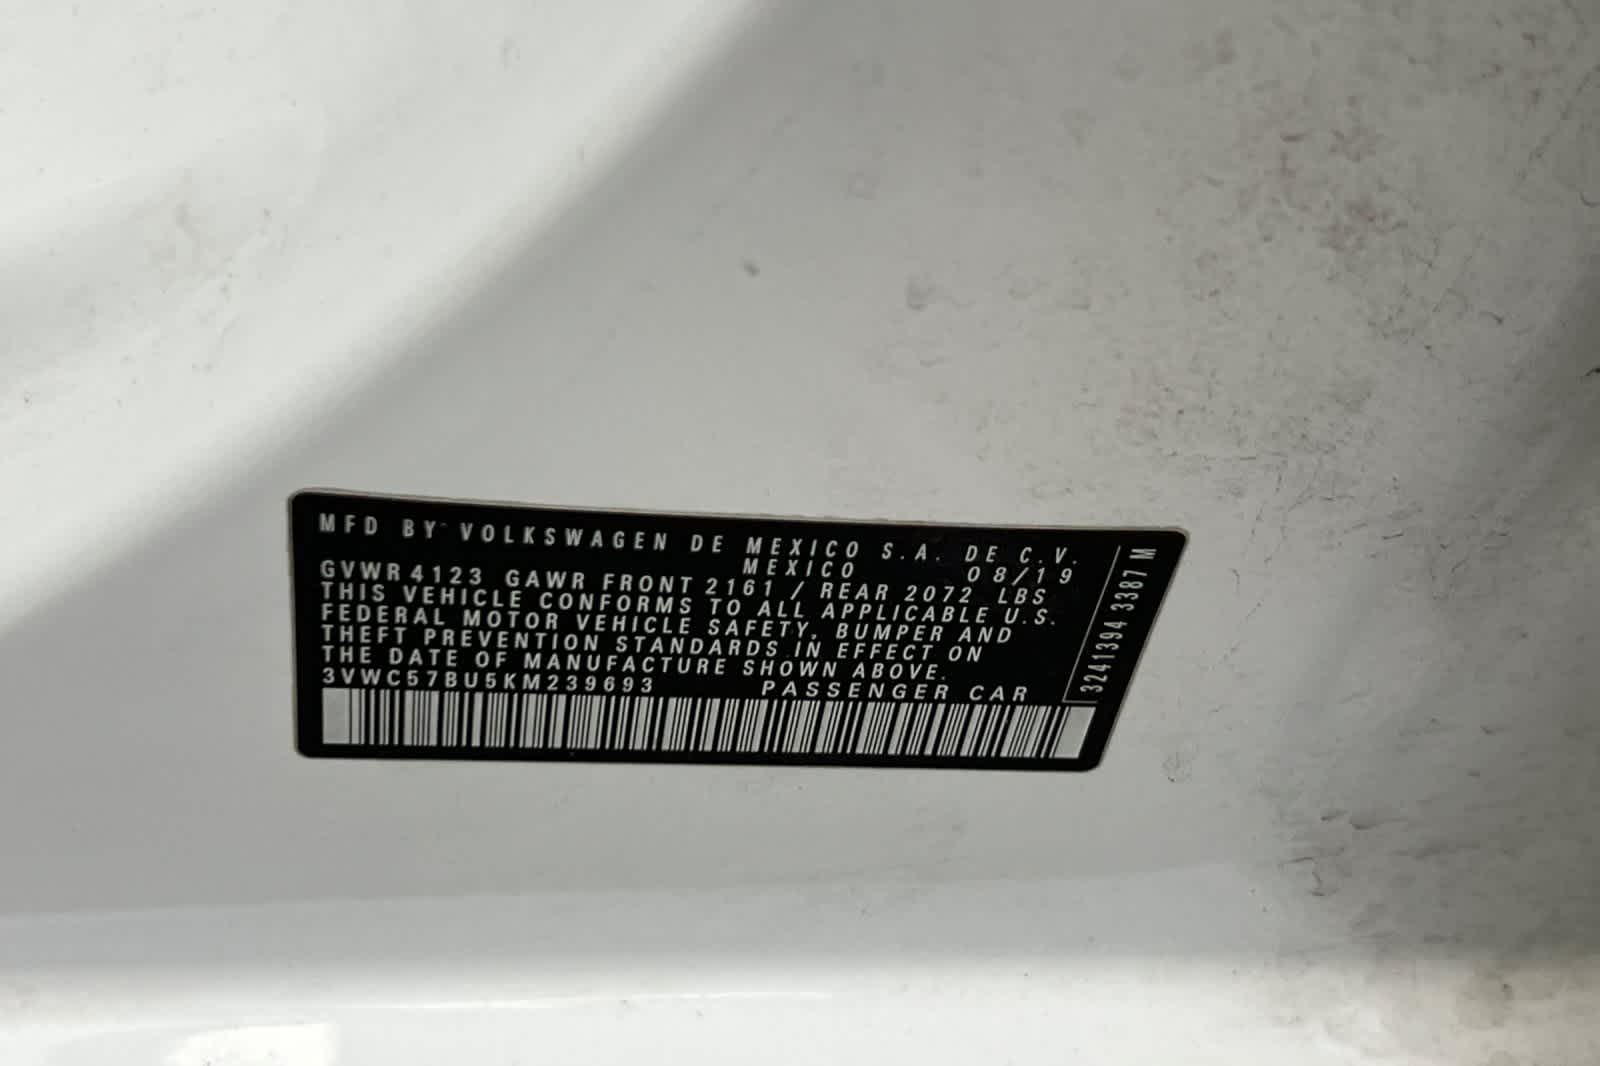 MFD BY VOLKSWAGEN DE MEXICO S.A. DE C.V.
MEXICO 08/19
GVWR 4123 GAWR FRONT 2161 / REAR 2072 LBS
THIS VEHICLE CONFORMS TO ALL APPLICABLE U.S.
FEDERAL MOTOR VEHICLE SAFETY, BUMPER AND
THEFT PREVENTION STANDARDS IN EFFECT ON
THE DATE OF MANUFACTURE SHOWN ABOVE.
3VWC57BU5KM239693 PASSENGER CAR
3241394 3387 M